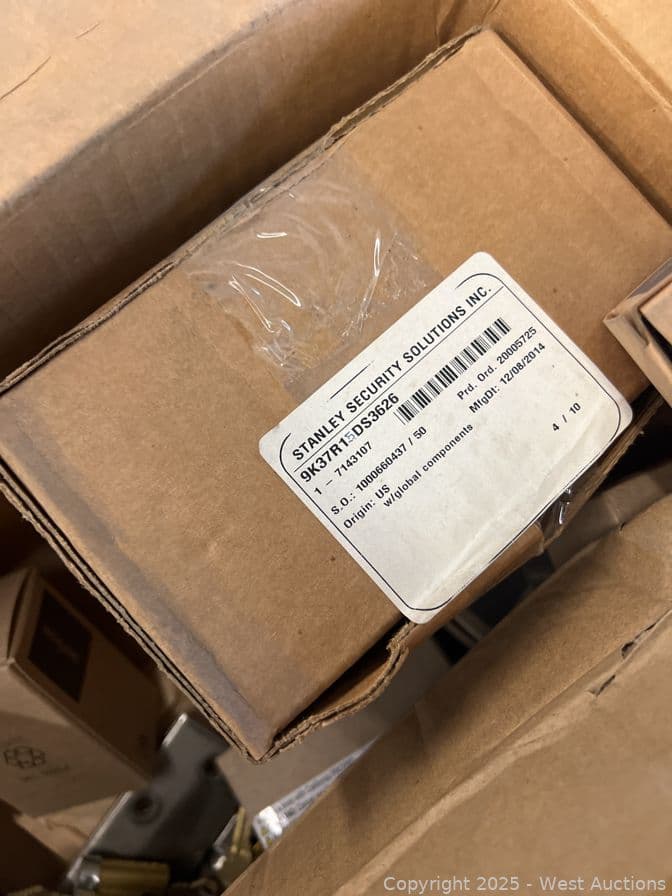 STANLEY SECURITY SOLUTIONS INC.
9K37R15DS3626
1 - 7143107
Prd. Ord. 20005725
S.O.: 1000660437 / 50
MfgDt: 12/08/2014
Origin: US
w/global components
4 / 10
Copyright © 2025 - West Auctions